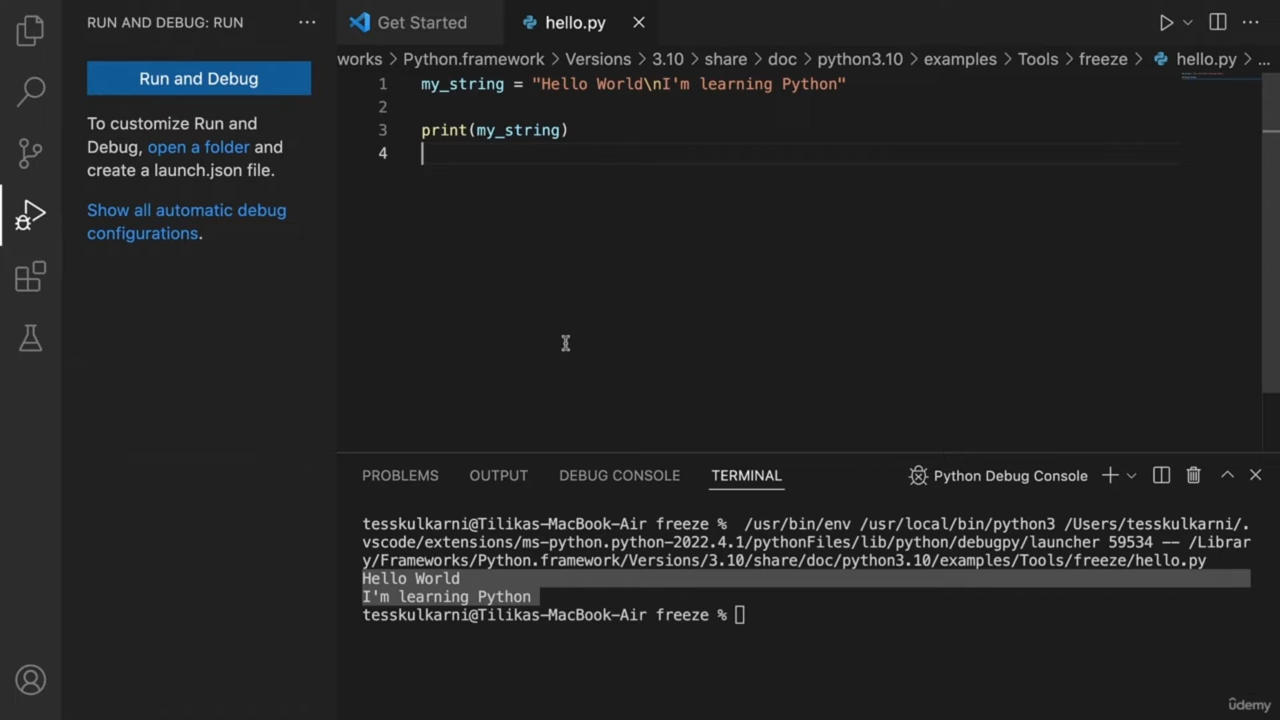 RUN AND DEBUG: RUN
Run and Debug
To customize Run and
Debug, open a folder and
create a launch.json file.
Show all automatic debug
configurations.
Get Started
hello.py
works > Python.framework > Versions > 3.10 > share > doc > python3.10 > examples > Tools > freeze > hello.py > ...
1 my_string = "Hello World\nI'm learning Python"
2
3 print(my_string)
4
PROBLEMS OUTPUT DEBUG CONSOLE TERMINAL Python Debug Console
tesskulkarni@Tilikas-MacBook-Air freeze % /usr/bin/env /usr/local/bin/python3 /Users/tesskulkarni/.
vscode/extensions/ms-python.python-2022.4.1/pythonFiles/lib/python/debugpy/launcher 59534 -- /Librar
y/Frameworks/Python.framework/Versions/3.10/share/doc/python3.10/examples/Tools/freeze/hello.py
Hello World
I'm learning Python
tesskulkarni@Tilikas-MacBook-Air freeze %
ûdemy